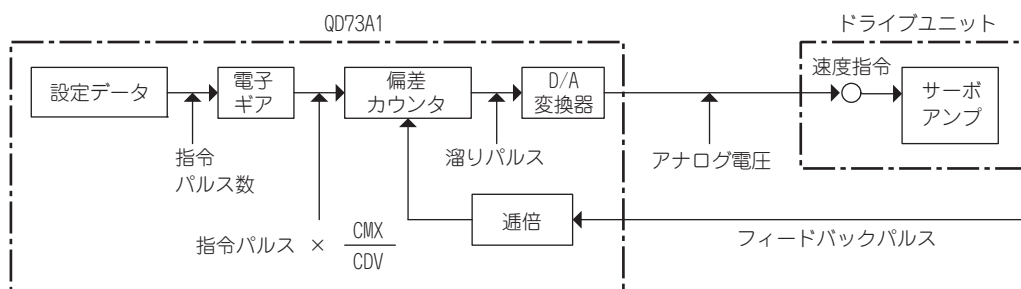 QD73A1
ドライブユニット
設定データ
電子
ギア
偏差
カウンタ
D/A
変換器
速度指令
サーボ
アンプ
指令
パルス数
溜りパルス
アナログ電圧
指令パルス × CMX
CDV
逓倍
フィードバックパルス